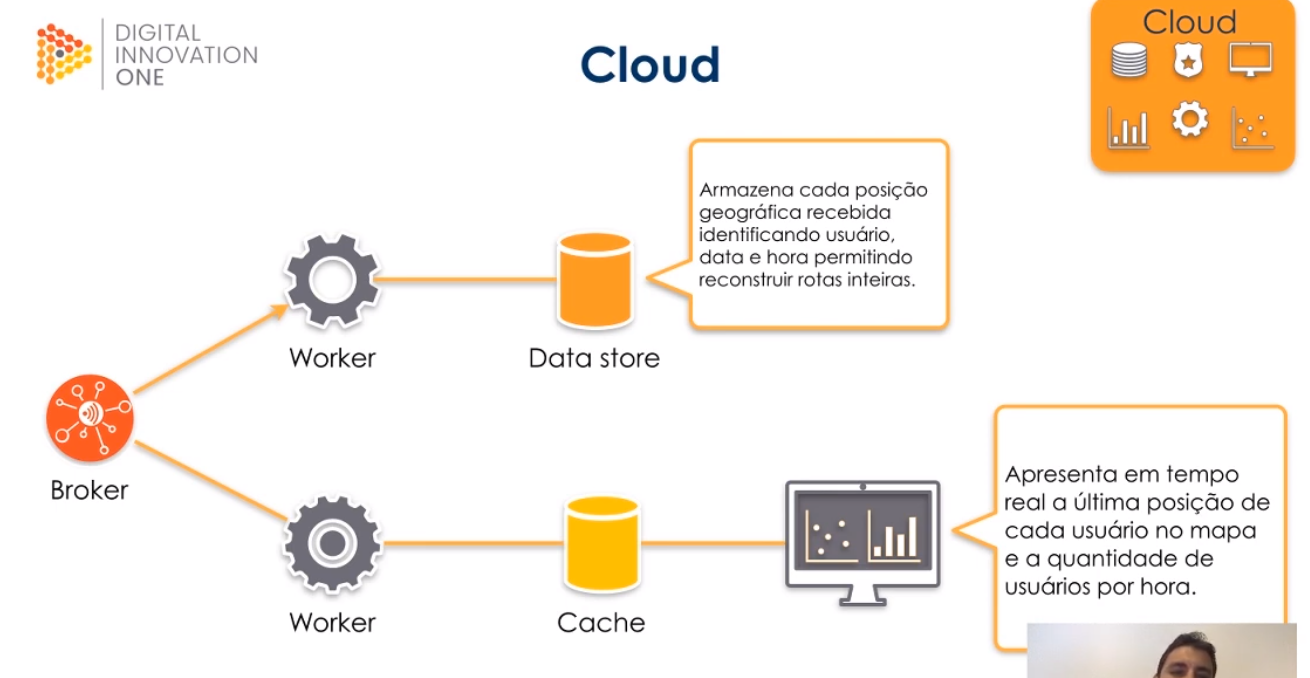 DIGITAL
INNOVATION
ONE
Cloud
Cloud
Armazena cada posição
geográfica recebida
identificando usuário,
data e hora permitindo
reconstruir rotas inteiras.
Worker
Data store
Broker
Apresenta em tempo
real a última posição de
cada usuário no mapa
e a quantidade de
usuários por hora.
Worker
Cache